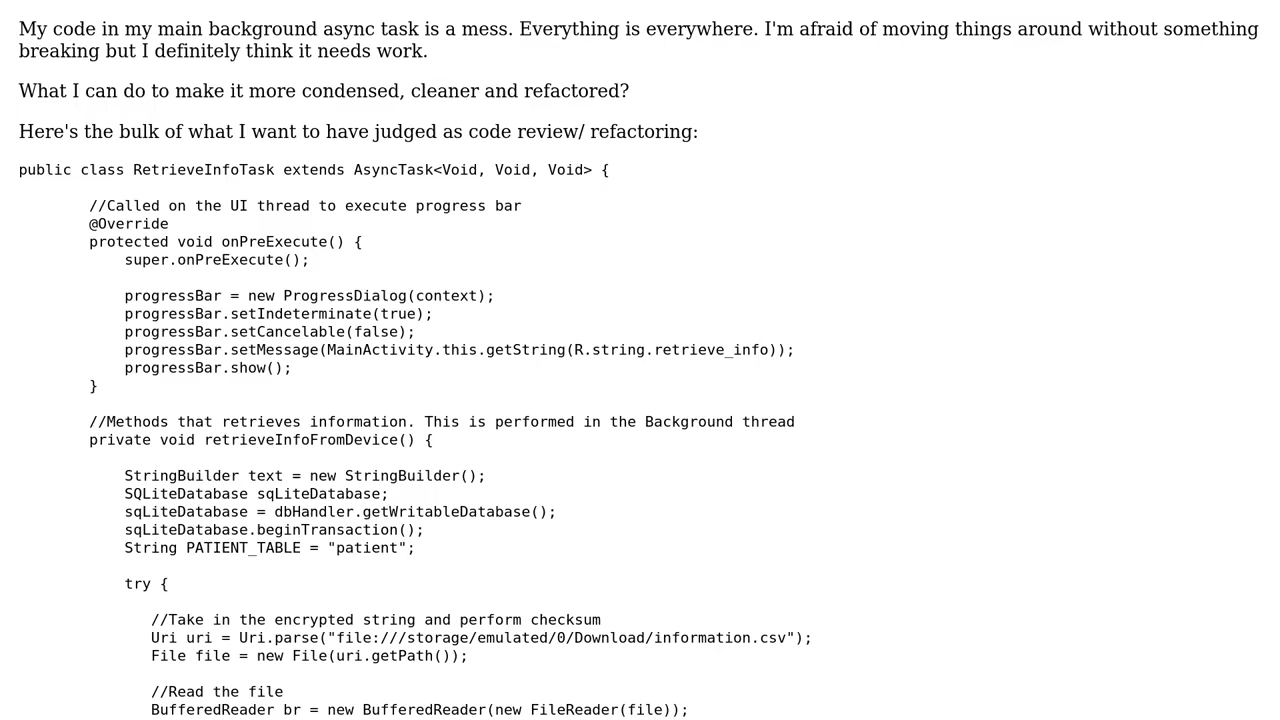 My code in my main background async task is a mess. Everything is everywhere. I'm afraid of moving things around without something
breaking but I definitely think it needs work.
What I can do to make it more condensed, cleaner and refactored?
Here's the bulk of what I want to have judged as code review/ refactoring:
public class RetrieveInfoTask extends AsyncTask<Void, Void, Void> {
//Called on the UI thread to execute progress bar
@Override
protected void onPreExecute() {
super.onPreExecute();
progressBar = new ProgressDialog(context);
progressBar.setIndeterminate(true);
progressBar.setCancelable(false);
progressBar.setMessage(MainActivity.this.getString(R.string.retrieve_info));
progressBar.show();
}
//Methods that retrieves information. This is performed in the Background thread
private void retrieveInfoFromDevice() {
StringBuilder text = new StringBuilder();
SQLiteDatabase sqLiteDatabase;
sqLiteDatabase = dbHandler.getWritableDatabase();
sqLiteDatabase.beginTransaction();
String PATIENT_TABLE = "patient";
try {
//Take in the encrypted string and perform checksum
Uri uri = Uri.parse("file:///storage/emulated/0/Download/information.csv");
File file = new File(uri.getPath());
//Read the file
BufferedReader br = new BufferedReader(new FileReader(file));